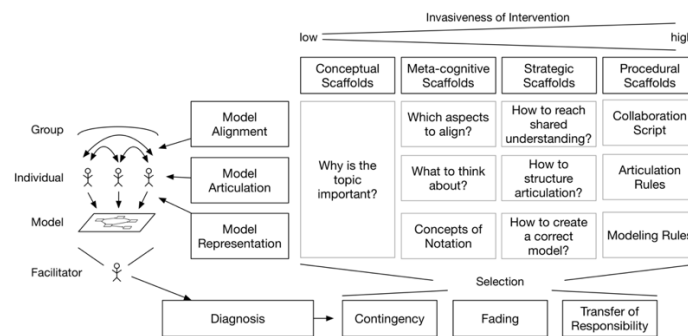 Invasiveness of Intervention
low
high
Conceptual
Scaffolds
Meta-cognitive
Scaffolds
Strategic
Scaffolds
Procedural
Scaffolds
Group
Individual
Model
Facilitator
Model
Alignment
Model
Articulation
Model
Representation
Why is the
topic
important?
Which aspects
to align?
How to reach
shared
understanding?
Collaboration
Script
What to think
about?
How to
structure
articulation?
Articulation
Rules
Concepts of
Notation
How to create
a correct
model?
Modeling Rules
Selection
Diagnosis
Contingency
Fading
Transfer of
Responsibility